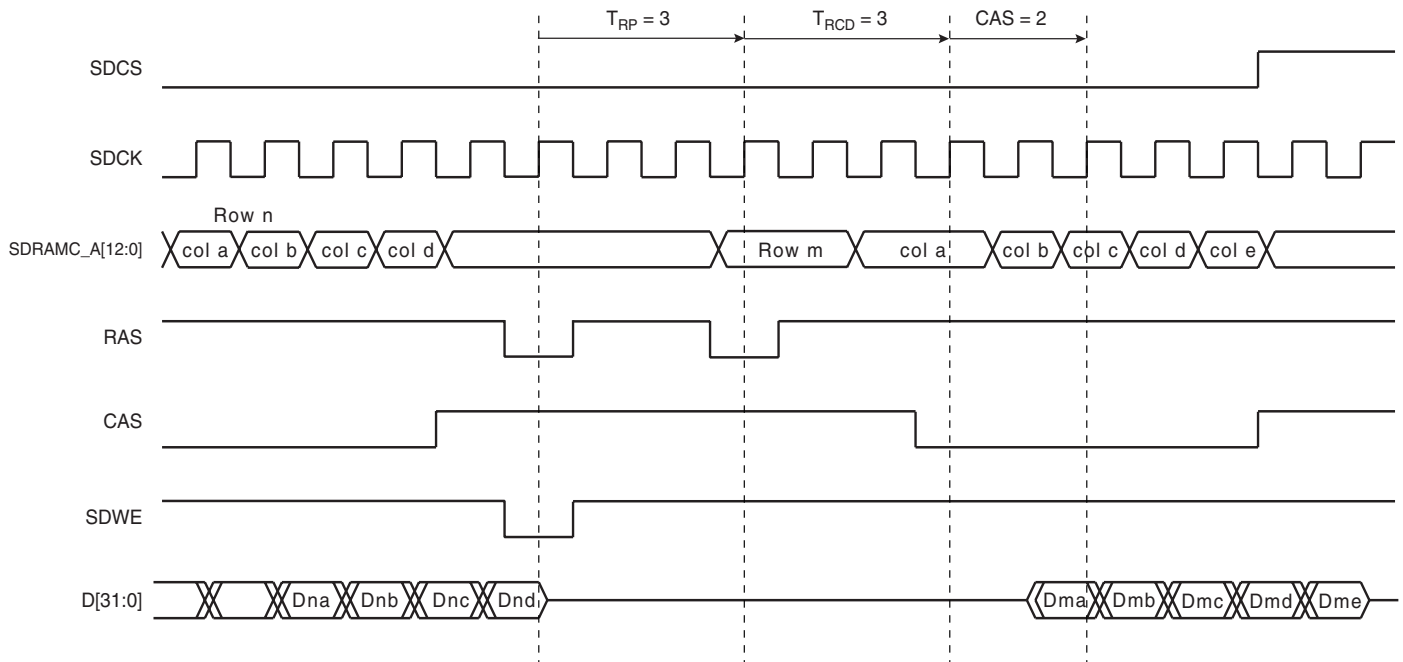 T_RP = 3 T_RCD = 3 CAS = 2
SDCS
SDCK
Row n
SDRAMC_A[12:0] col a col b col c col d Row m col a col b col c col d col e
RAS
CAS
SDWE
D[31:0] Dna Dnb Dnc Dnd Dma Dmb Dmc Dmd Dme